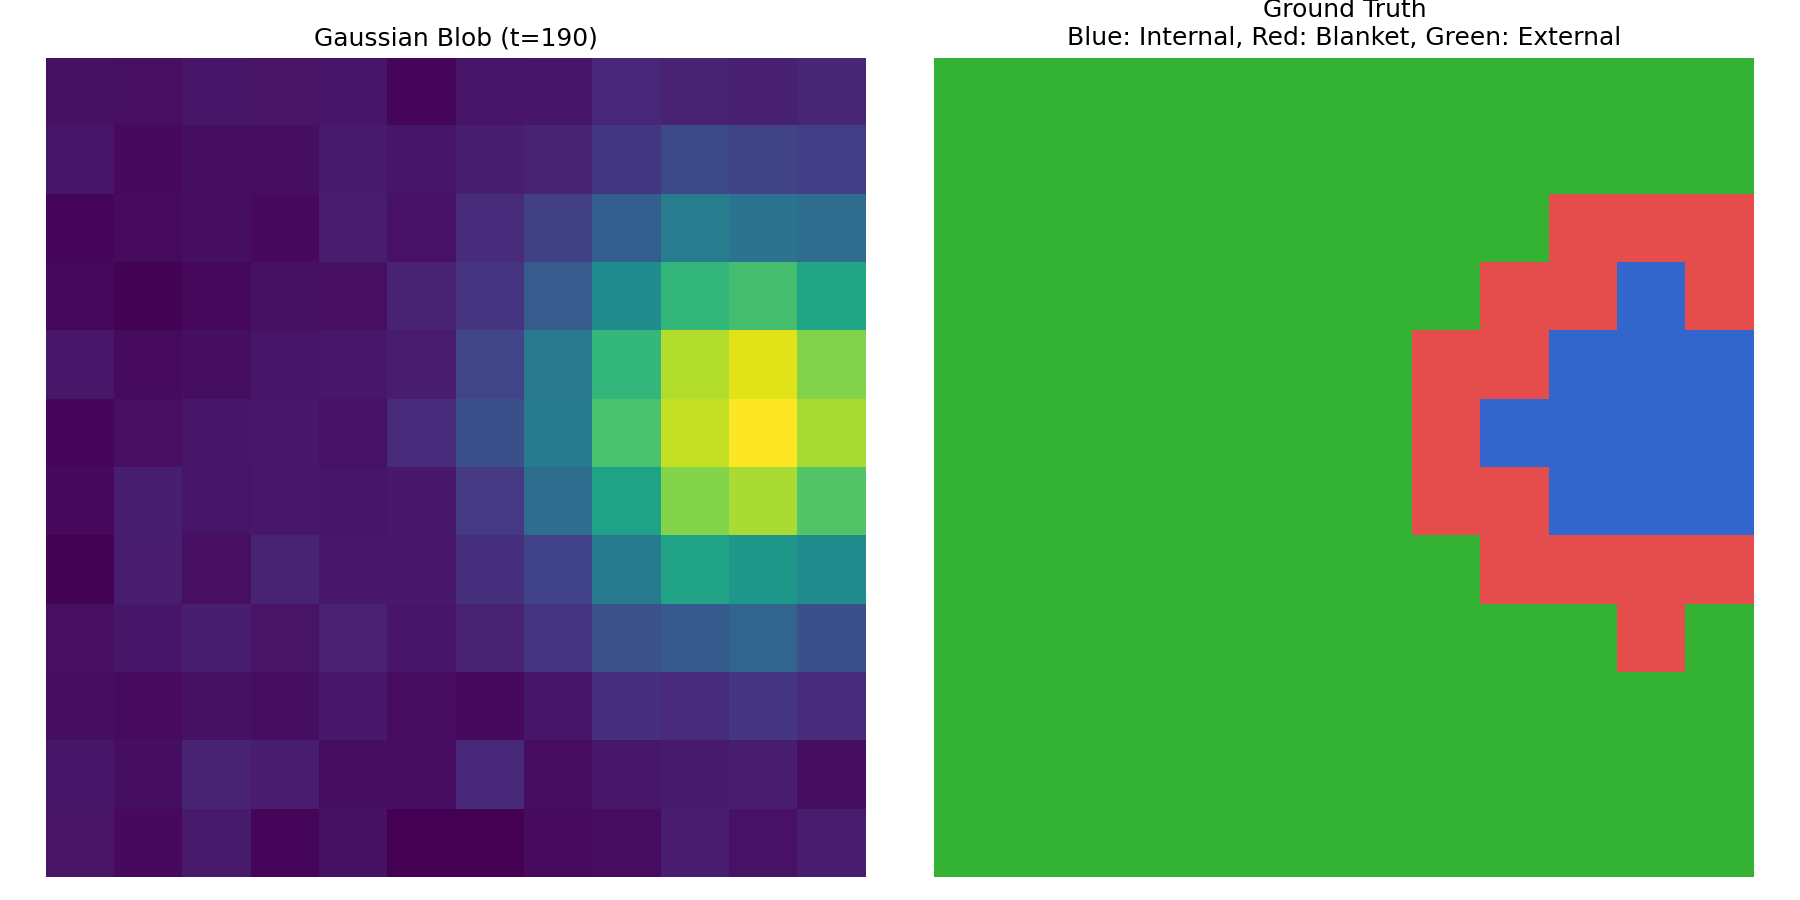 Gaussian Blob (t=190)
Ground Truth
Blue: Internal, Red: Blanket, Green: External